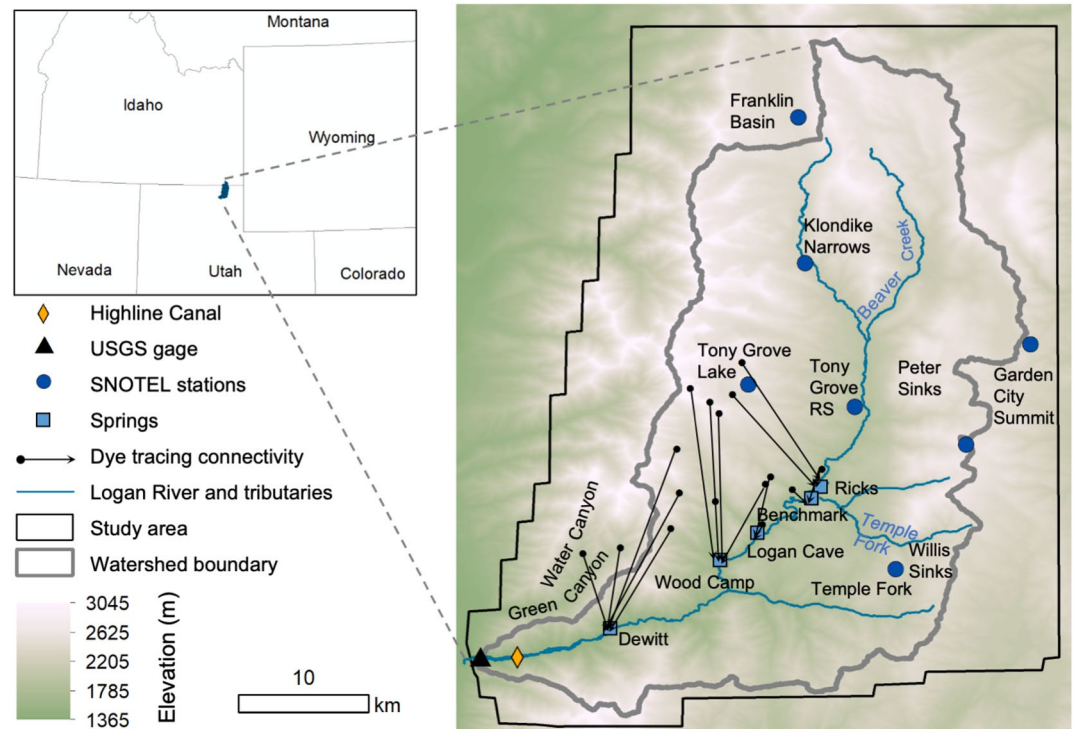 Montana
Idaho
Wyoming
Nevada
Utah
Colorado
Highline Canal
USGS gage
SNOTEL stations
Springs
Dye tracing connectivity
Logan River and tributaries
Study area
Watershed boundary
3045
2625
2205
1785
1365
Elevation (m)
10
km
Franklin
Basin
Klondike
Narrows
Beaver Creek
Tony Grove
Lake
Tony
Grove
RS
Peter
Sinks
Garden
City
Summit
Ricks
Benchmark
Logan Cave
Temple
Fork
Willis
Sinks
Wood Camp
Temple Fork
Water Canyon
Green Canyon
Dewitt